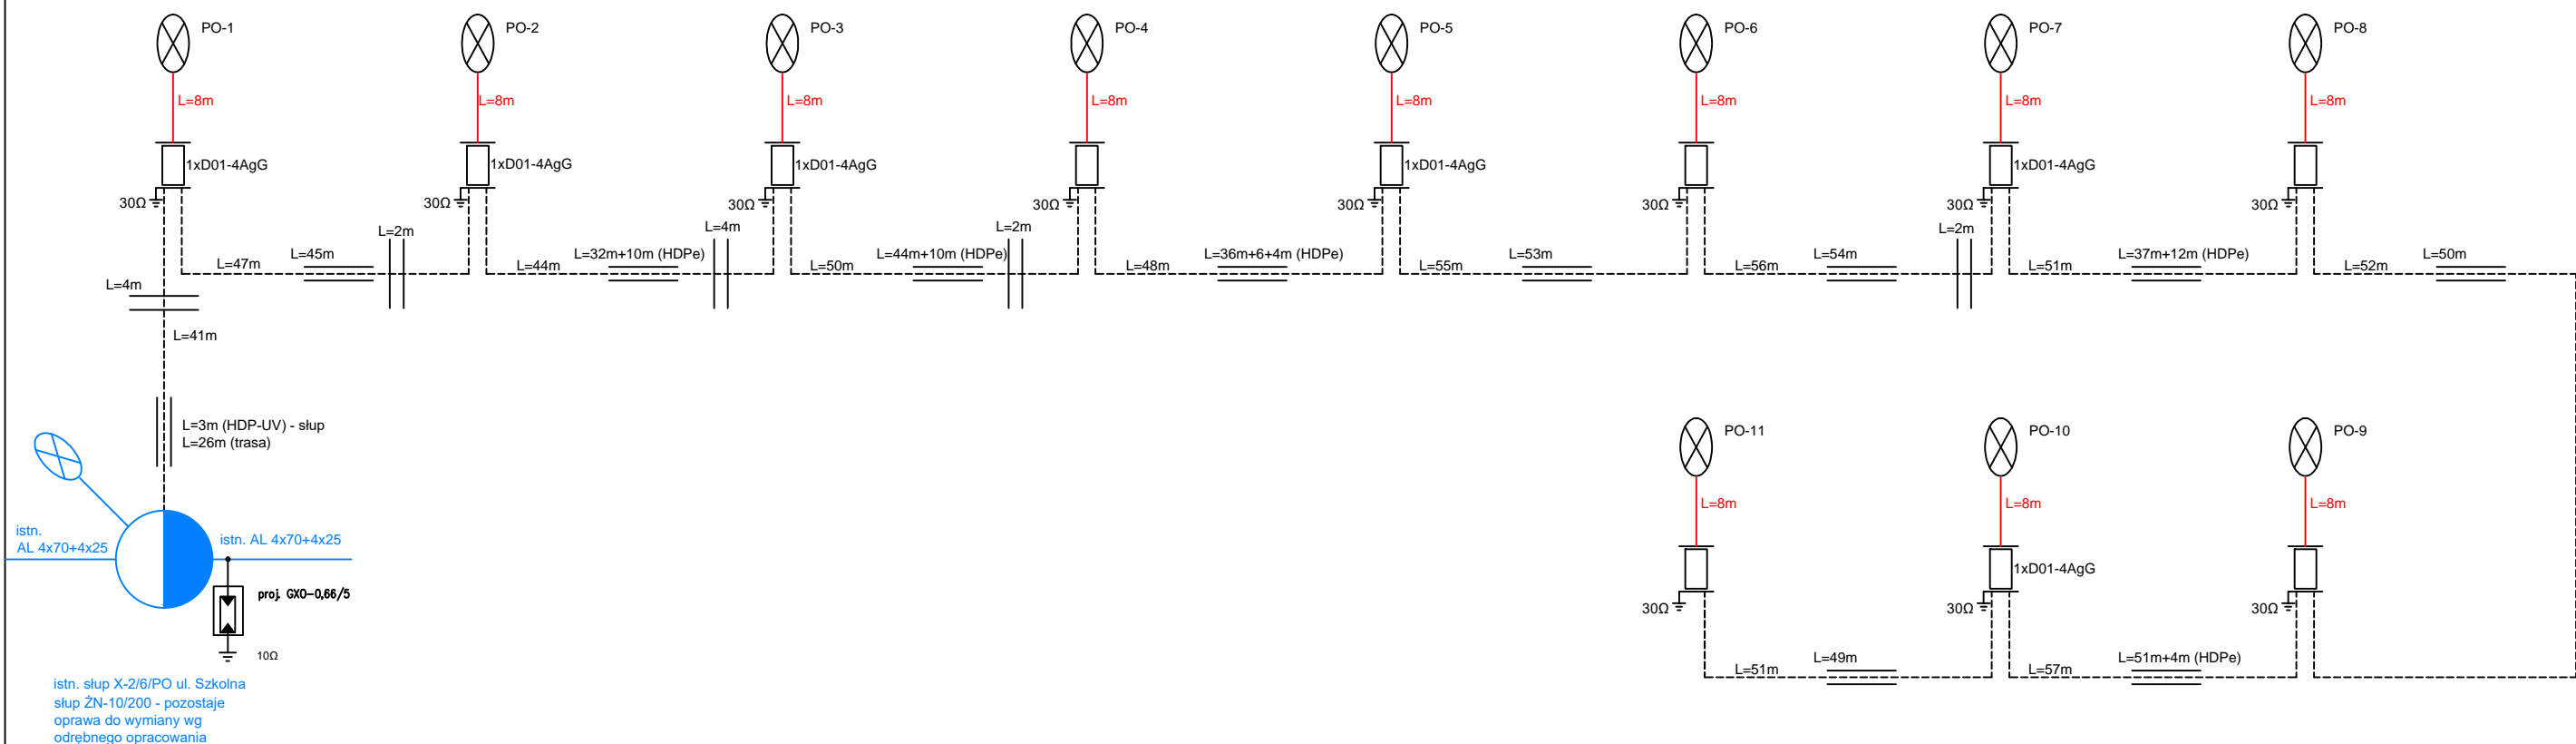 PO-1
PO-2
PO-3
PO-4
PO-5
PO-6
PO-7
PO-8
L=8m
L=8m
L=8m
L=8m
L=8m
L=8m
L=8m
L=8m
1xD01-4AgG
1xD01-4AgG
1xD01-4AgG
1xD01-4AgG
1xD01-4AgG
30Ω
30Ω
30Ω
30Ω
30Ω
30Ω
30Ω
30Ω
L=2m
L=4m
L=2m
L=2m
L=45m
L=32m+10m (HDPe)
L=44m+10m (HDPe)
L=36m+6+4m (HDPe)
L=53m
L=54m
L=37m+12m (HDPe)
L=50m
L=47m
L=44m
L=50m
L=48m
L=55m
L=56m
L=51m
L=52m
L=4m
L=41m
L=3m (HDP-UV) - słup
L=26m (trasa)
PO-11
PO-10
PO-9
L=8m
L=8m
L=8m
istn.
AL 4x70+4x25
istn. AL 4x70+4x25
1xD01-4AgG
proj. GXO-0,66/5
30Ω
30Ω
30Ω
10Ω
L=49m
L=51m+4m (HDPe)
L=51m
L=57m
istn. słup X-2/6/PO ul. Szkolna
słup ŻN-10/200 - pozostaje
oprawa do wymiany wg
odrębnego opracowania